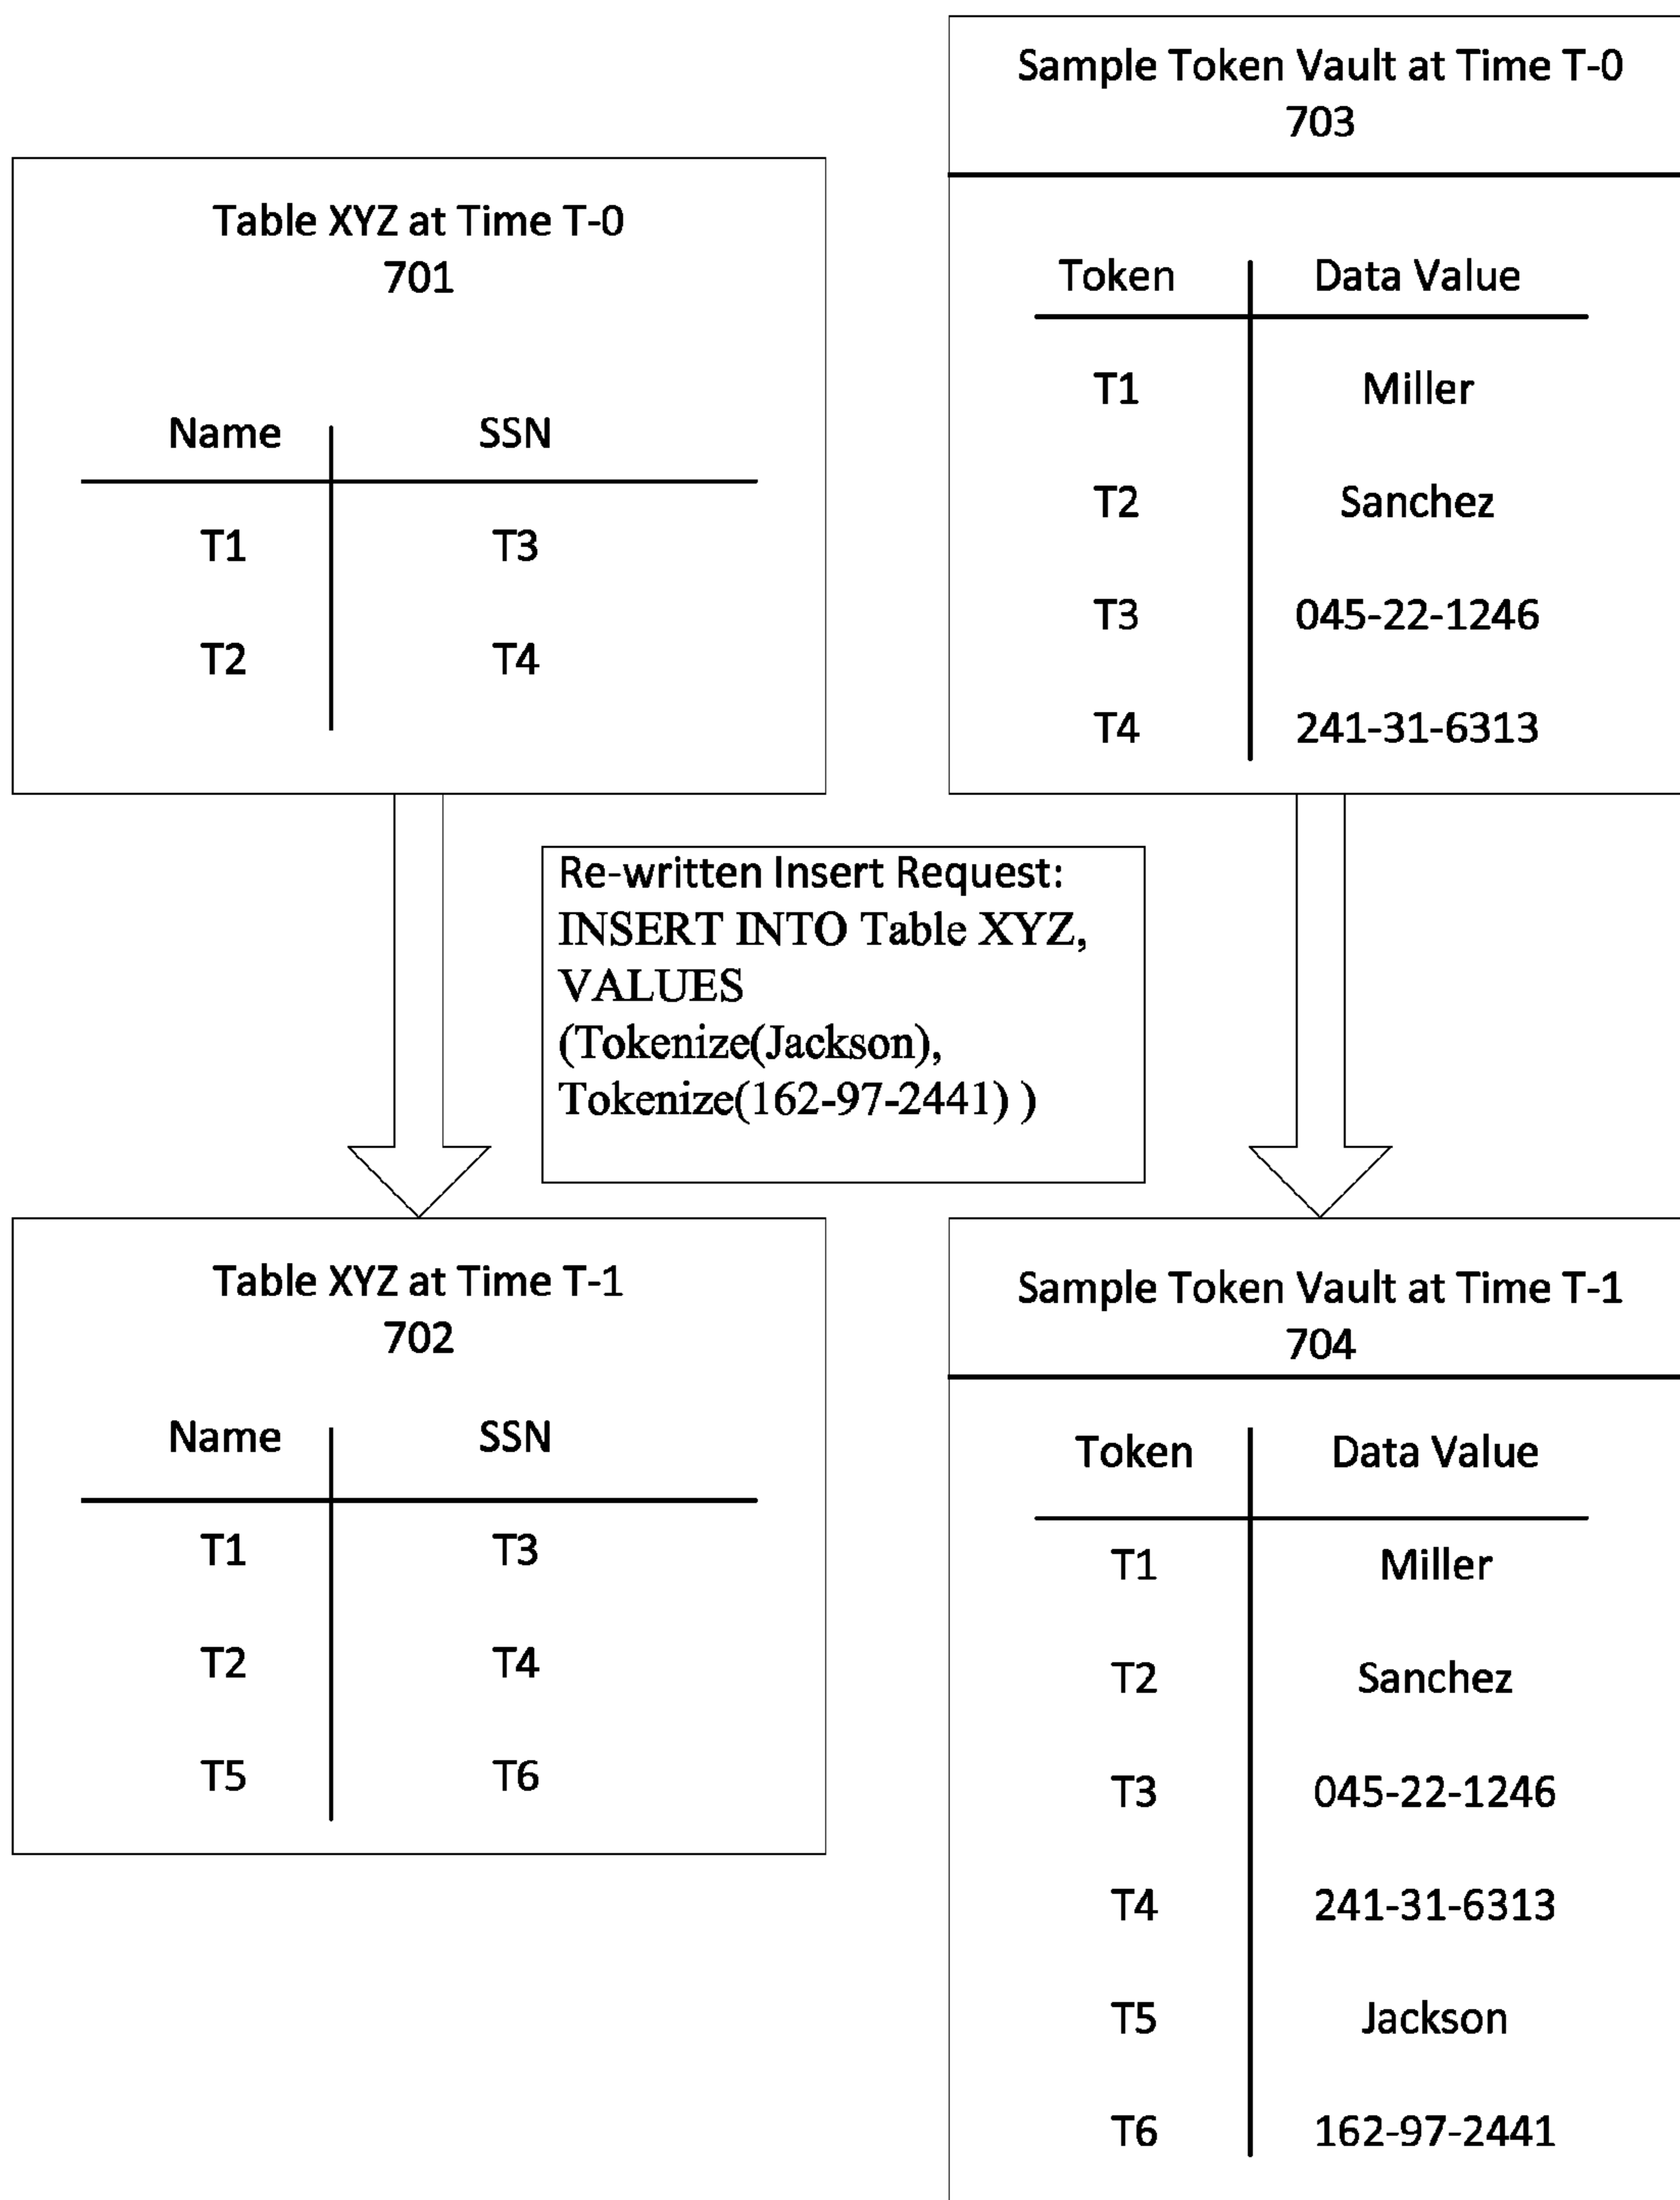 Sample Token Vault at Time T-0
703
Token Data Value
T1 Miller
T2 Sanchez
T3 045-22-1246
T4 241-31-6313
Table XYZ at Time T-0
701
Name SSN
T1 T3
T2 T4
Re-written Insert Request:
INSERT INTO Table XYZ,
VALUES
(Tokenize(Jackson),
Tokenize(162-97-2441) )
Table XYZ at Time T-1
702
Name SSN
T1 T3
T2 T4
T5 T6
Sample Token Vault at Time T-1
704
Token Data Value
T1 Miller
T2 Sanchez
T3 045-22-1246
T4 241-31-6313
T5 Jackson
T6 162-97-2441